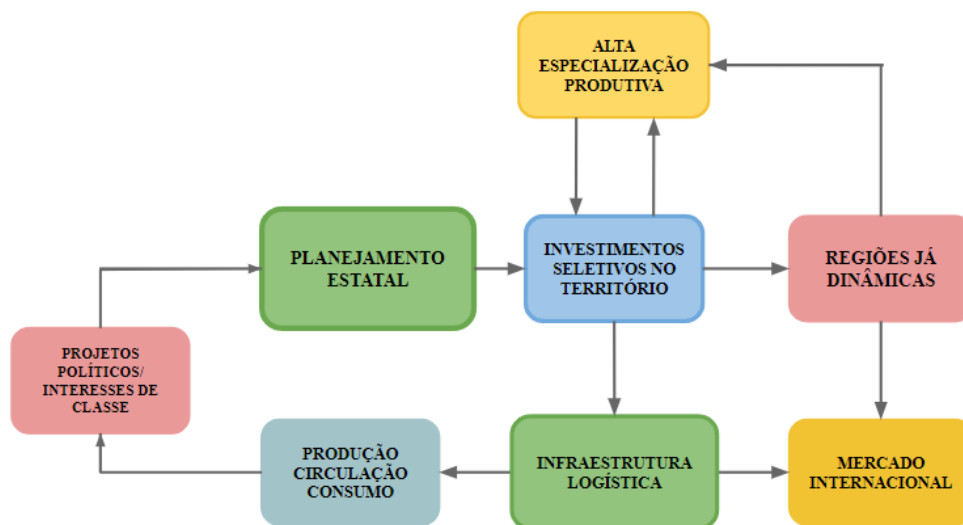 ALTA
ESPECIALIZAÇÃO
PRODUTIVA
PLANEJAMENTO
ESTATAL
INVESTIMENTOS
SELETIVOS NO
TERRITÓRIO
REGIÕES JÁ
DINÂMICAS
PROJETOS
POLÍTICOS/
INTERESSES DE
CLASSE
PRODUÇÃO
CIRCULAÇÃO
CONSUMO
INFRAESTRUTURA
LOGÍSTICA
MERCADO
INTERNACIONAL